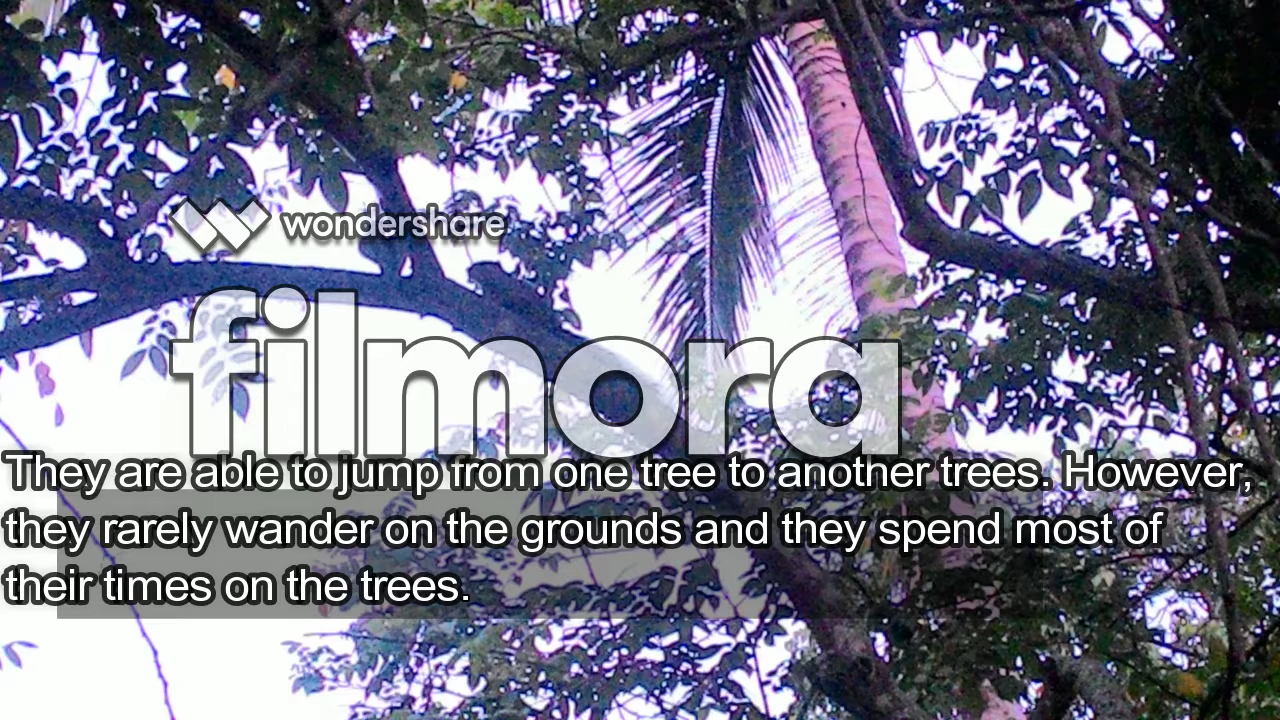 wondershare
filmora
They are able to jump from one tree to another trees. However,
they rarely wander on the grounds and they spend most of
their times on the trees.